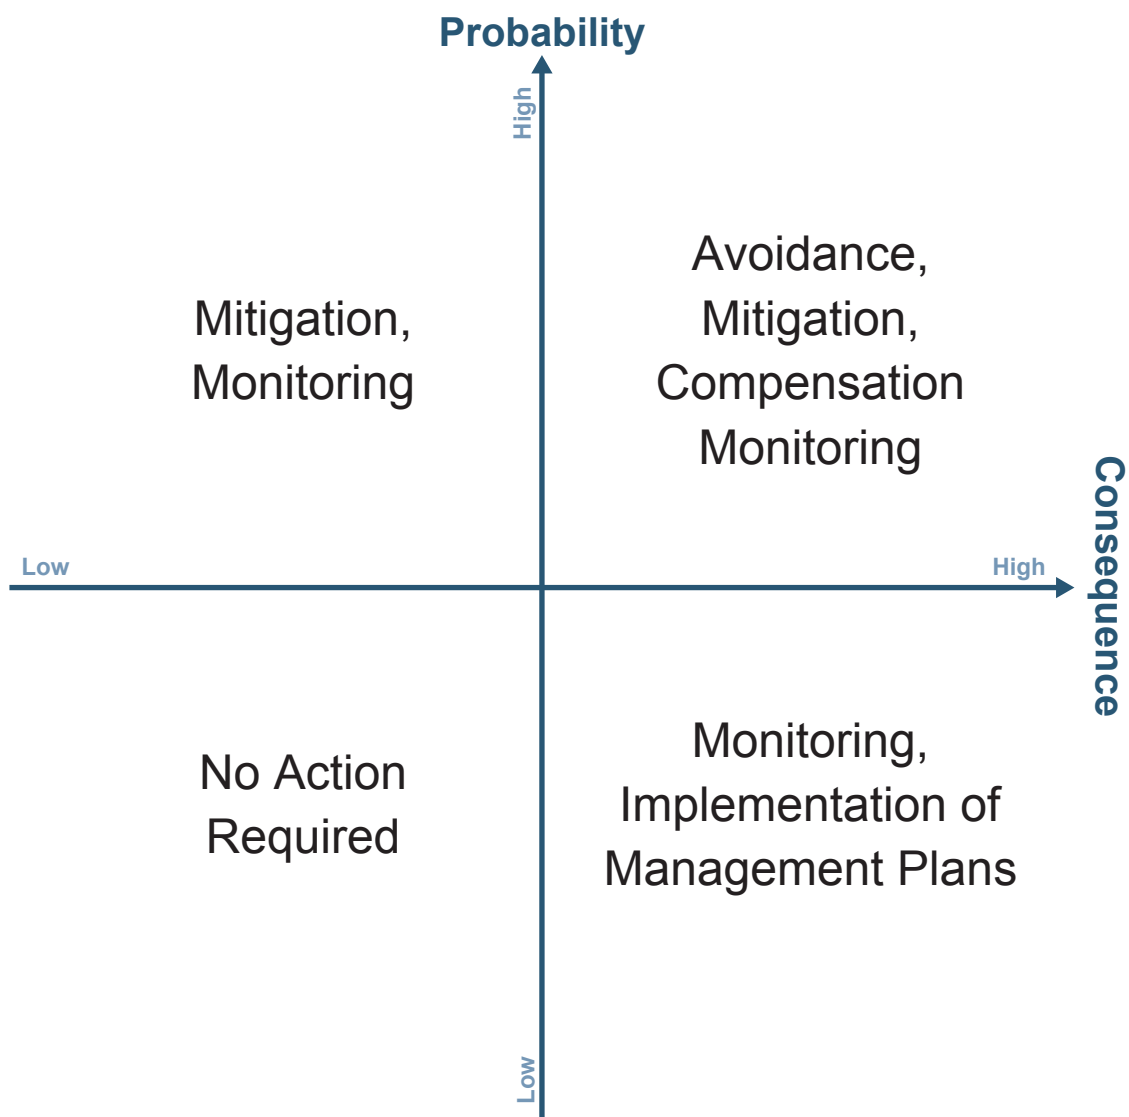 Probability
High
Mitigation,
Monitoring
Avoidance,
Mitigation,
Compensation
Monitoring
Low
High
Consequence
No Action
Required
Monitoring,
Implementation of
Management Plans
Low